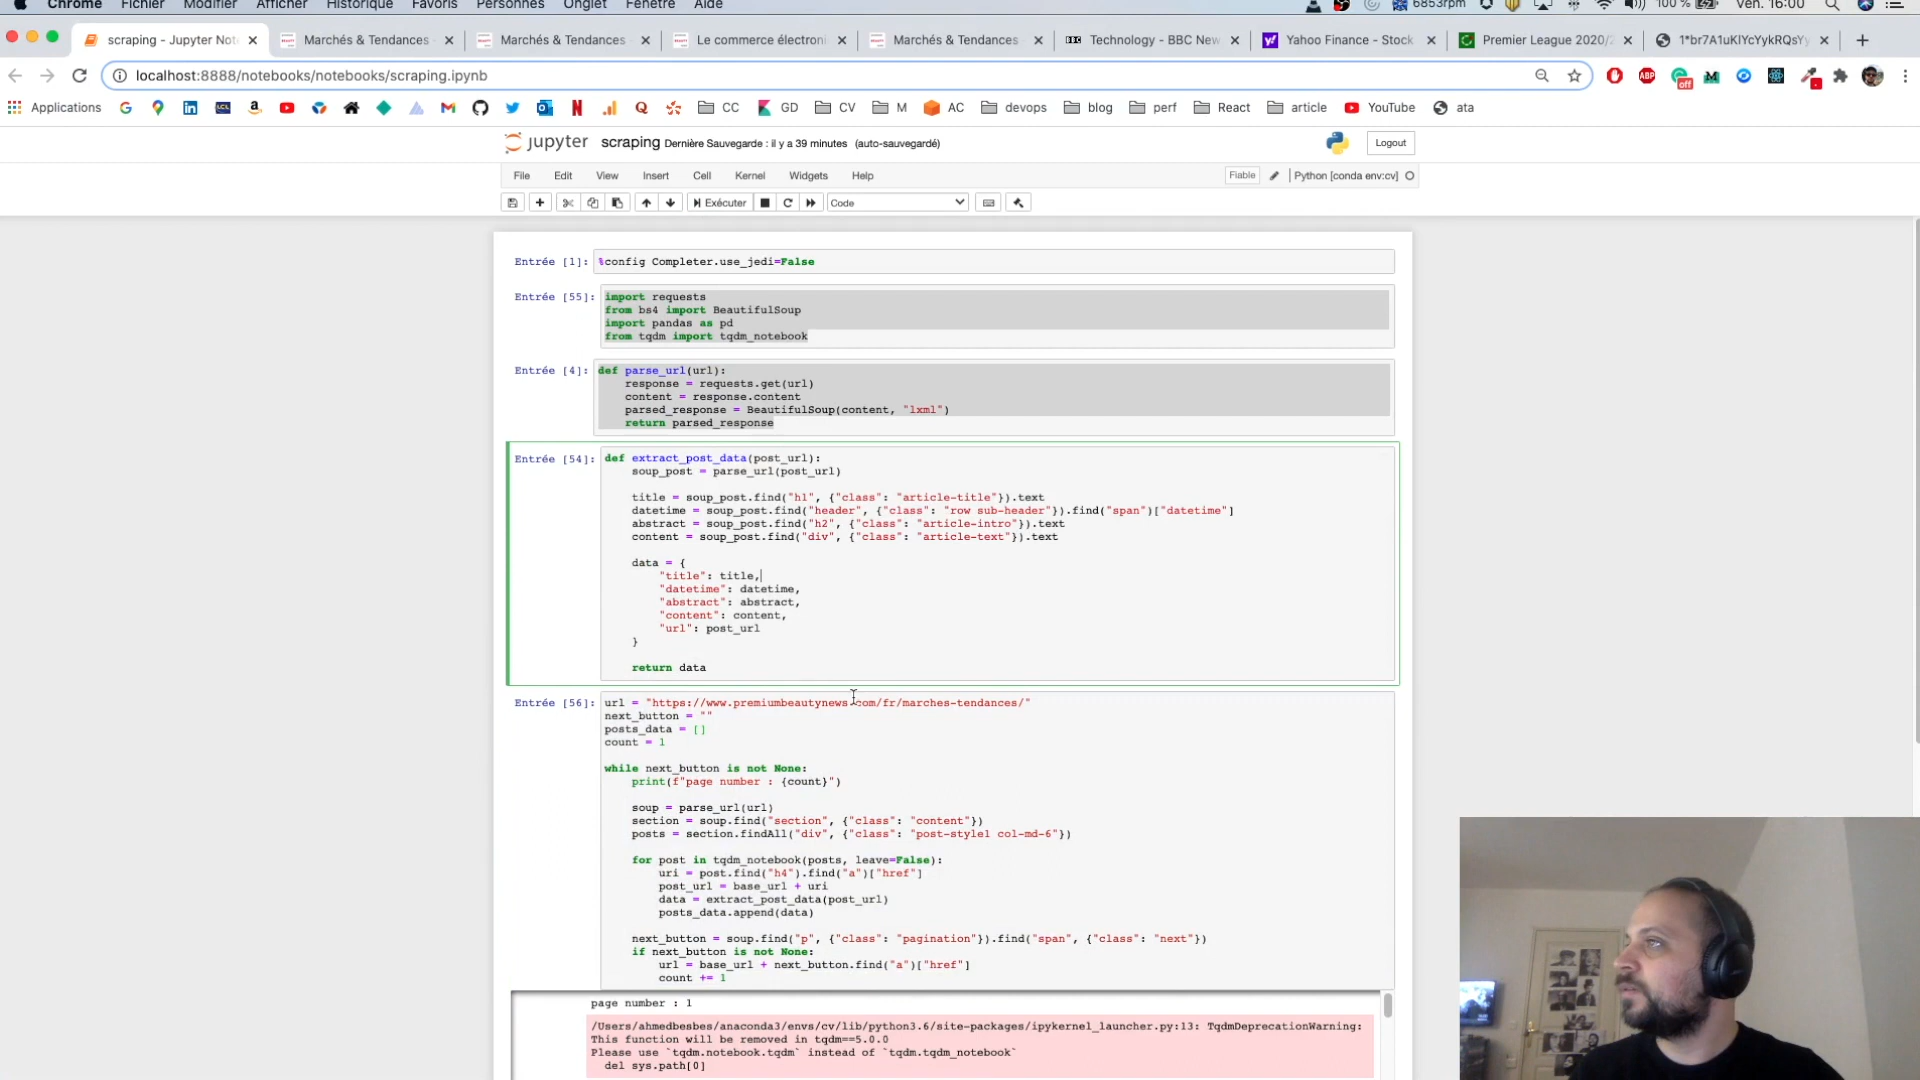 Chrome Fichier Modifier Afficher Historique Favoris Personnes Onglet Fenêtre Aide 6853rpm 100 % Ven. 16:00
scraping - Jupyter Not Marchés & Tendances Marchés & Tendances Le commerce électroni Marchés & Tendances Technology - BBC New Yahoo Finance - Stock Premier League 2020/2 1*br7A1uKIYcYykRQsYy
localhost:8888/notebooks/notebooks/scraping.ipynb
Applications CC GD CV M AC devops blog perf React article YouTube ata
jupyter scraping Dernière Sauvegarde : il y a 39 minutes (auto-sauvegardé) Logout
File Edit View Insert Cell Kernel Widgets Help Fiable Python [conda env:cv]
Exécuter Code
Entrée [1]: %config Completer.use_jedi=False
Entrée [55]: import requests
from bs4 import BeautifulSoup
import pandas as pd
from tqdm import tqdm_notebook
Entrée [4]: def parse_url(url):
response = requests.get(url)
content = response.content
parsed_response = BeautifulSoup(content, "lxml")
return parsed_response
Entrée [54]: def extract_post_data(post_url):
soup_post = parse_url(post_url)
title = soup_post.find("h1", {"class": "article-title"}).text
datetime = soup_post.find("header", {"class": "row sub-header"}).find("span")["datetime"]
abstract = soup_post.find("h2", {"class": "article-intro"}).text
content = soup_post.find("div", {"class": "article-text"}).text
data = {
"title": title,
"datetime": datetime,
"abstract": abstract,
"content": content,
"url": post_url
}
return data
Entrée [56]: url = "https://www.premiumbeautynews.com/fr/marches-tendances/"
next_button = ""
posts_data = []
count = 1
while next_button is not None:
print(f"page number : {count}")
soup = parse_url(url)
section = soup.find("section", {"class": "content"})
posts = section.findAll("div", {"class": "post-style1 col-md-6"})
for post in tqdm_notebook(posts, leave=False):
uri = post.find("h4").find("a")["href"]
post_url = base_url + uri
data = extract_post_data(post_url)
posts_data.append(data)
next_button = soup.find("p", {"class": "pagination"}).find("span", {"class": "next"})
if next_button is not None:
url = base_url + next_button.find("a")["href"]
count += 1
page number : 1
/Users/ahmedbesbes/anaconda3/envs/cv/lib/python3.6/site-packages/ipykernel_launcher.py:13: TqdmDeprecationWarning:
This function will be removed in tqdm==5.0.0
Please use `tqdm.notebook.tqdm` instead of `tqdm.tqdm_notebook`
del sys.path[0]